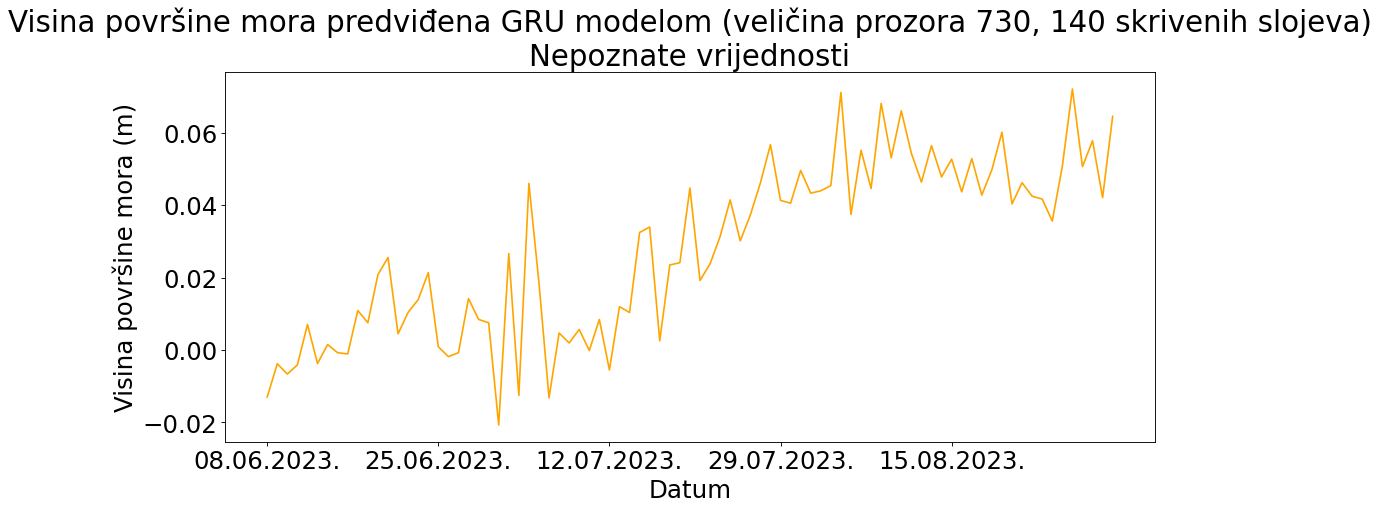 Visina površine mora predviđena GRU modelom (veličina prozora 730, 140 skrivenih slojeva)
Nepoznate vrijednosti
Visina površine mora (m)
0.06
0.04
0.02
0.00
−0.02
08.06.2023. 25.06.2023. 12.07.2023. 29.07.2023. 15.08.2023.
Datum